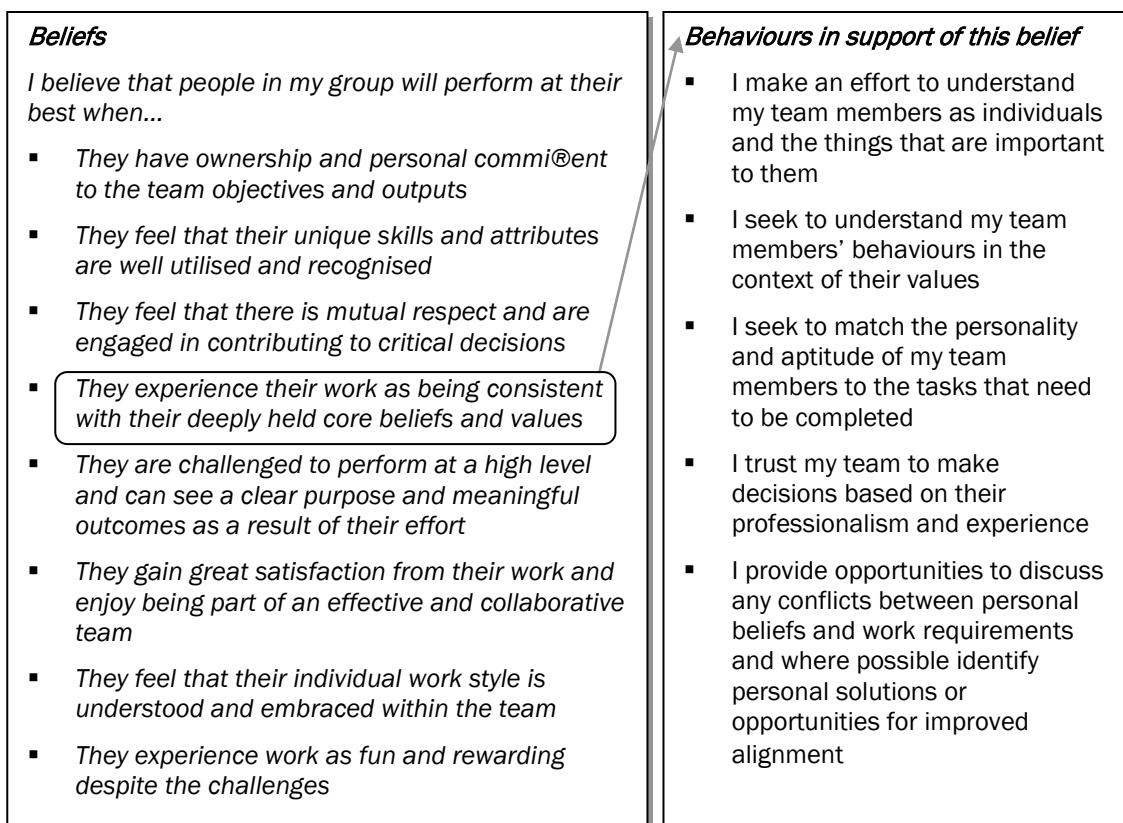 Beliefs
I believe that people in my group will perform at their
best when...
▪ They have ownership and personal commi®ent
to the team objectives and outputs
▪ They feel that their unique skills and attributes
are well utilised and recognised
▪ They feel that there is mutual respect and are
engaged in contributing to critical decisions
▪ They experience their work as being consistent
with their deeply held core beliefs and values
▪ They are challenged to perform at a high level
and can see a clear purpose and meaningful
outcomes as a result of their effort
▪ They gain great satisfaction from their work and
enjoy being part of an effective and collaborative
team
▪ They feel that their individual work style is
understood and embraced within the team
▪ They experience work as fun and rewarding
despite the challenges
Behaviours in support of this belief
▪ I make an effort to understand
my team members as individuals
and the things that are important
to them
▪ I seek to understand my team
members’ behaviours in the
context of their values
▪ I seek to match the personality
and aptitude of my team
members to the tasks that need
to be completed
▪ I trust my team to make
decisions based on their
professionalism and experience
▪ I provide opportunities to discuss
any conflicts between personal
beliefs and work requirements
and where possible identify
personal solutions or
opportunities for improved
alignment